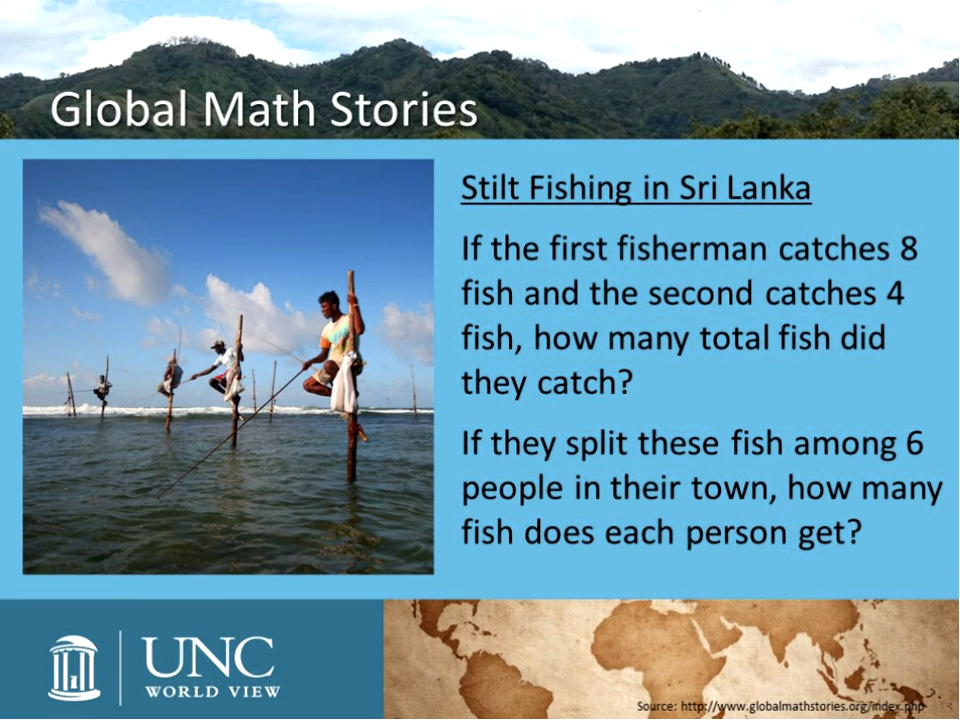 Global Math Stories
Stilt Fishing in Sri Lanka
If the first fisherman catches 8
fish and the second catches 4
fish, how many total fish did
they catch?
If they split these fish among 6
people in their town, how many
fish does each person get?
UNC
WORLD VIEW
Source: http://www.globalmathstories.org/index.php